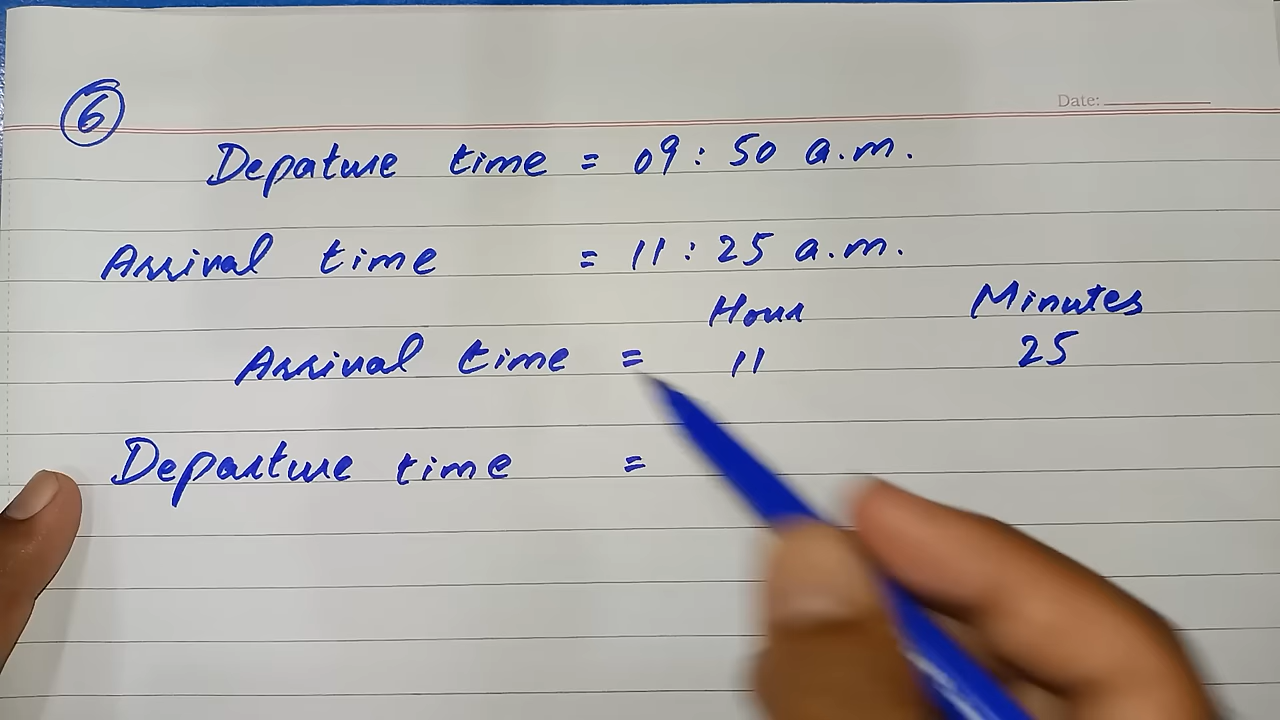 Date:
6
Depature time = 09:50 a.m.
Arrival time = 11:25 a.m.
Hour Minutes
Arrival time = 11 25
Departure time =